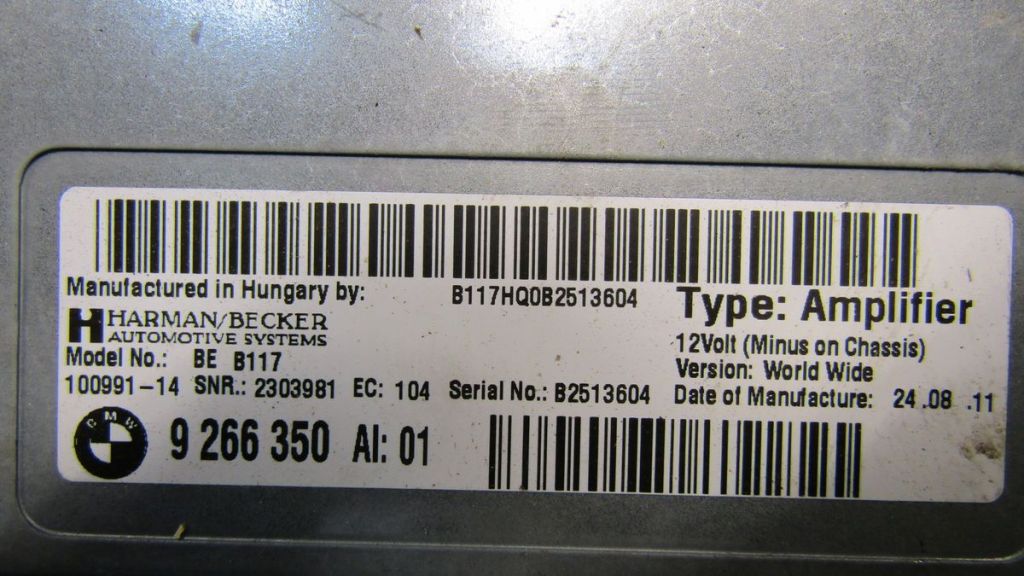 Manufactured in Hungary by:
B117HQ0B2513604
Type: Amplifier
HARMAN/BECKER
AUTOMOTIVE SYSTEMS
12Volt (Minus on Chassis)
Model No.: BE B117
Version: World Wide
100991-14 SNR.: 2303981 EC: 104 Serial No.: B2513604 Date of Manufacture: 24.08.11
BMW
9 266 350 AI: 01